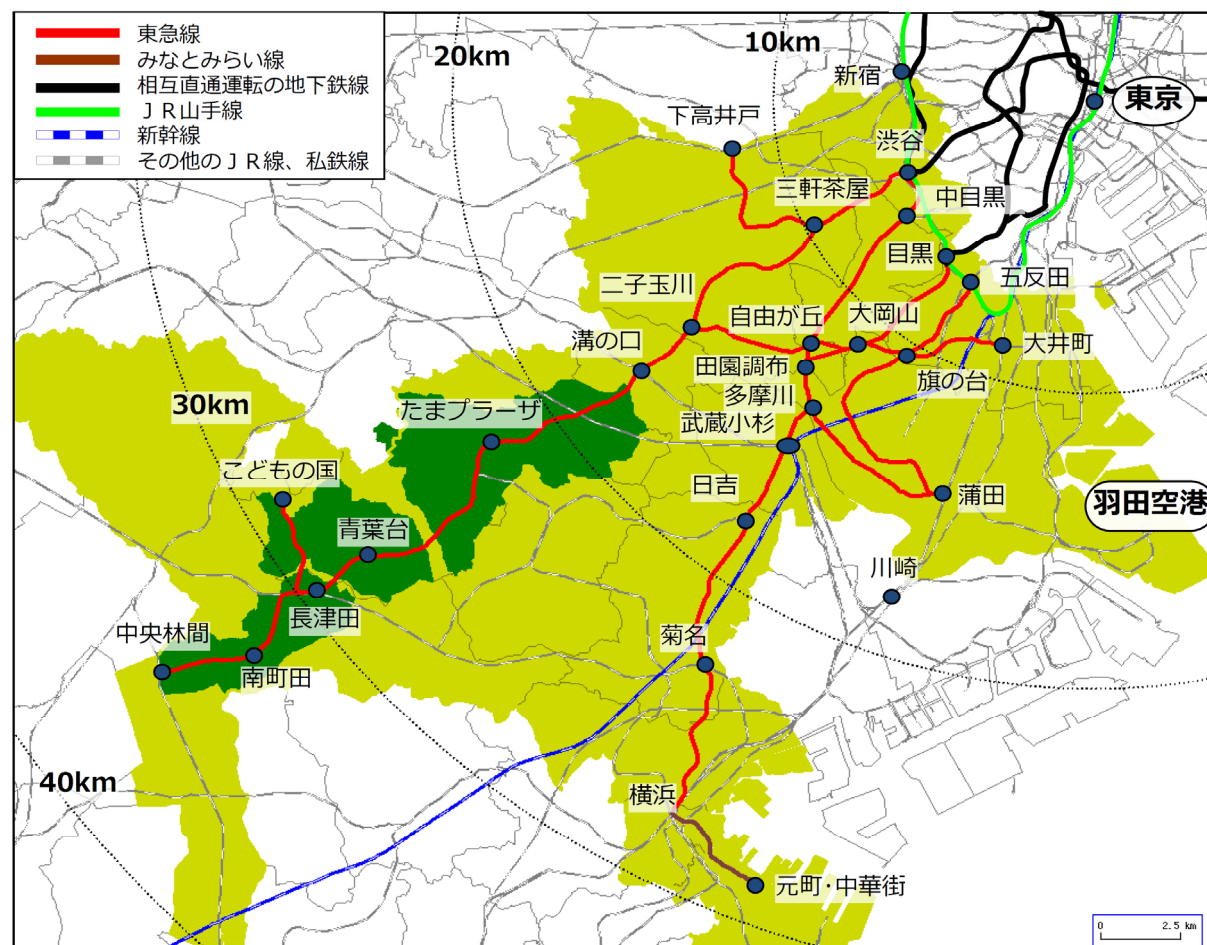 東急線
みなとみらい線
相互直通運転の地下鉄線
ＪＲ山手線
新幹線
その他のＪＲ線、私鉄線
20km
10km
新宿
東京
下高井戸
渋谷
三軒茶屋
中目黒
目黒
五反田
二子玉川
自由が丘
大岡山
溝の口
大井町
田園調布
旗の台
多摩川
30km
たまプラーザ
武蔵小杉
こどもの国
日吉
蒲田
羽田空港
青葉台
川崎
長津田
中央林間
菊名
南町田
40km
横浜
元町・中華街
0 2.5 km